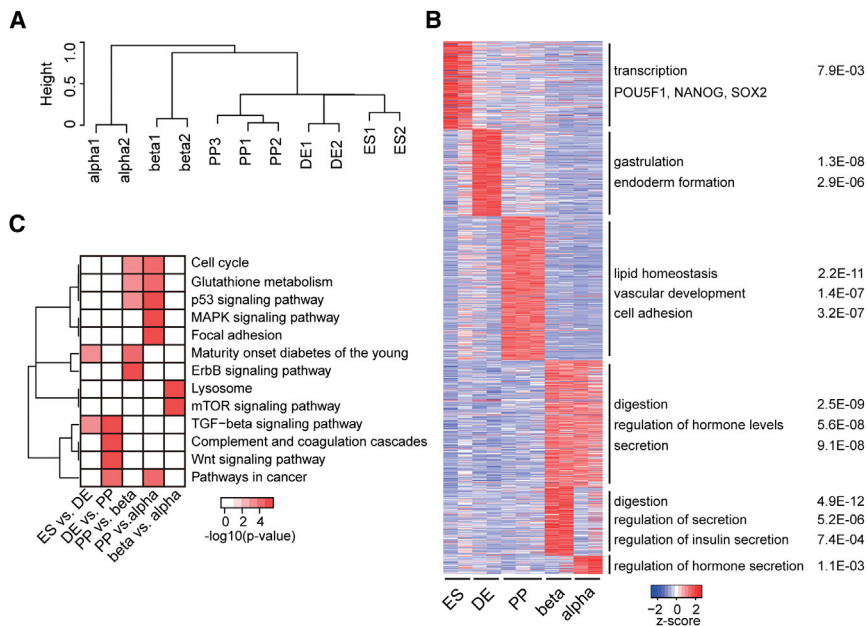 A
Height
0
0.5
1.0
alpha1
alpha2
beta1
beta2
PP3
PP1
PP2
DE1
DE2
ES1
ES2
B
transcription 7.9E−03
POU5F1, NANOG, SOX2
gastrulation 1.3E−08
endoderm formation 2.9E−06
lipid homeostasis 2.2E−11
vascular development 1.4E−07
cell adhesion 3.2E−07
digestion 2.5E−09
regulation of hormone levels 5.6E−08
secretion 9.1E−08
digestion 4.9E−12
regulation of secretion 5.2E−06
regulation of insulin secretion 7.4E−04
regulation of hormone secretion 1.1E−03
ES DE PP beta alpha
−2 0 2
z-score
C
Cell cycle
Glutathione metabolism
p53 signaling pathway
MAPK signaling pathway
Focal adhesion
Maturity onset diabetes of the young
ErbB signaling pathway
Lysosome
mTOR signaling pathway
TGF−beta signaling pathway
Complement and coagulation cascades
Wnt signaling pathway
Pathways in cancer
ES vs. DE
DE vs. PP
PP vs. beta
PP vs.alpha
beta vs. alpha
0 2 4
-log10(p-value)